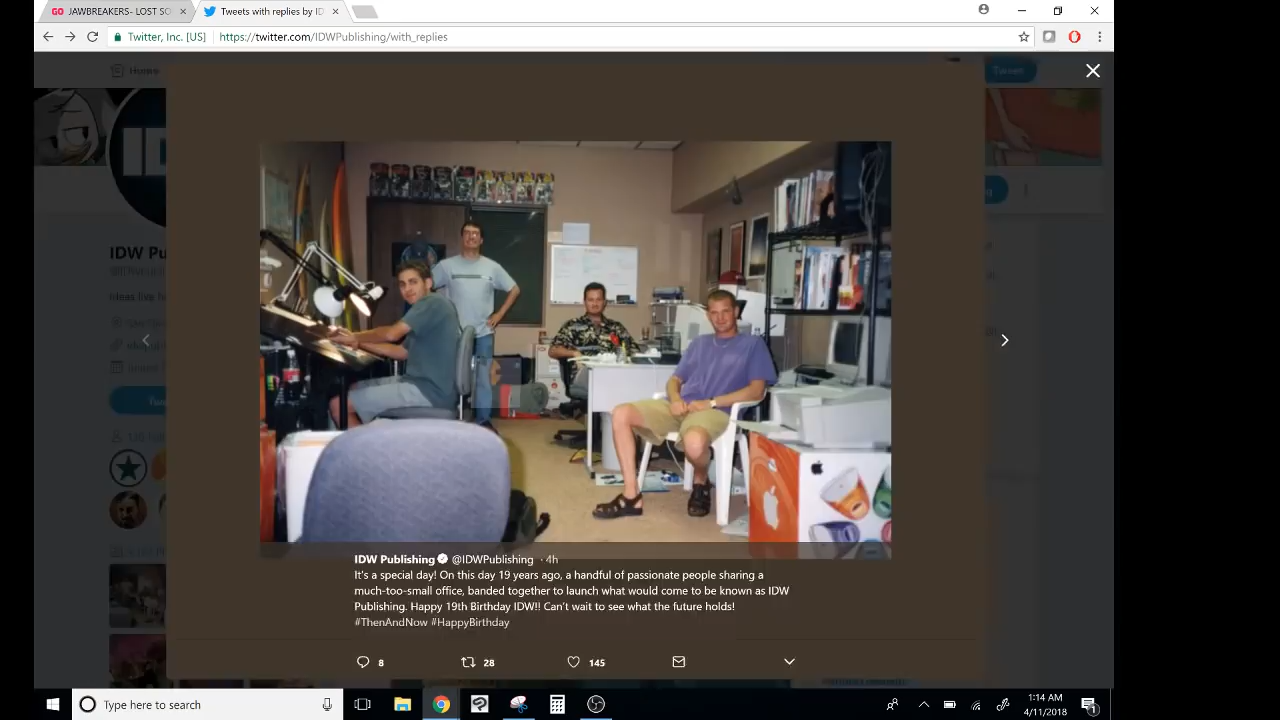 GO JAWBREAKERS- LOST SO
Tweets with replies by ID
Twitter, Inc. [US]
https://twitter.com/IDWPublishing/with_replies
Home
Tweet
IDW Pu
IDW Publishing @IDWPublishing · 4h
It's a special day! On this day 19 years ago, a handful of passionate people sharing a
much-too-small office, banded together to launch what would come to be known as IDW
Publishing. Happy 19th Birthday IDW!! Can't wait to see what the future holds!
#ThenAndNow #HappyBirthday
8
28
145
Type here to search
1:14 AM
4/11/2018
1